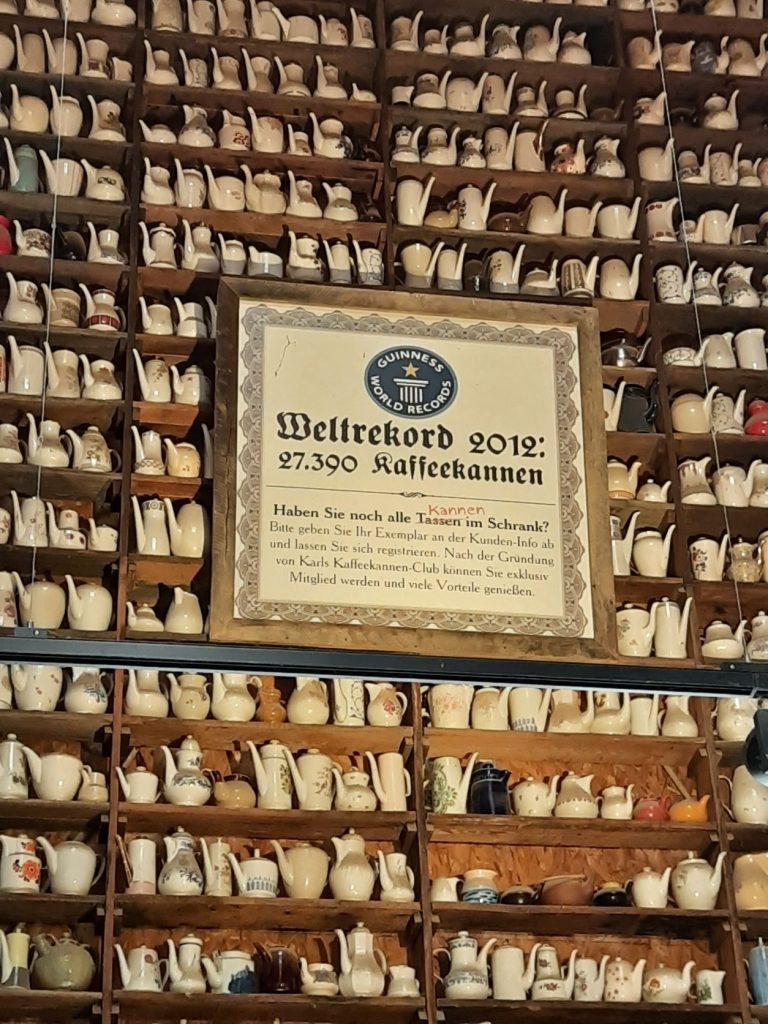 GUINNESS
WORLD RECORDS
Weltrekord 2012:
27.390 Kaffeekannen
Kannen
Haben Sie noch alle Tassen im Schrank?
Bitte geben Sie Ihr Exemplar an der Kunden-Info ab
und lassen Sie sich registrieren. Nach der Gründung
von Karls Kaffeekannen-Club können Sie exklusiv
Mitglied werden und viele Vorteile genießen.